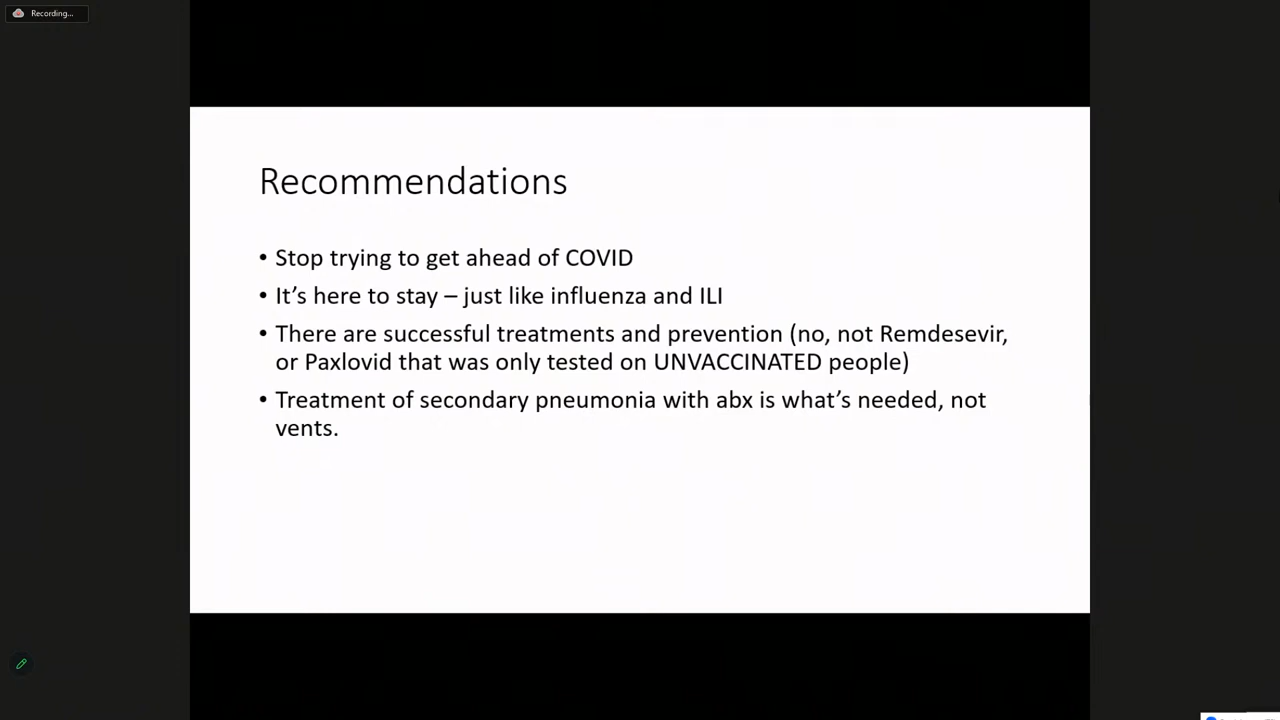 Recording...
Recommendations
• Stop trying to get ahead of COVID
• It’s here to stay – just like influenza and ILI
• There are successful treatments and prevention (no, not Remdesevir,
or Paxlovid that was only tested on UNVACCINATED people)
• Treatment of secondary pneumonia with abx is what’s needed, not
vents.